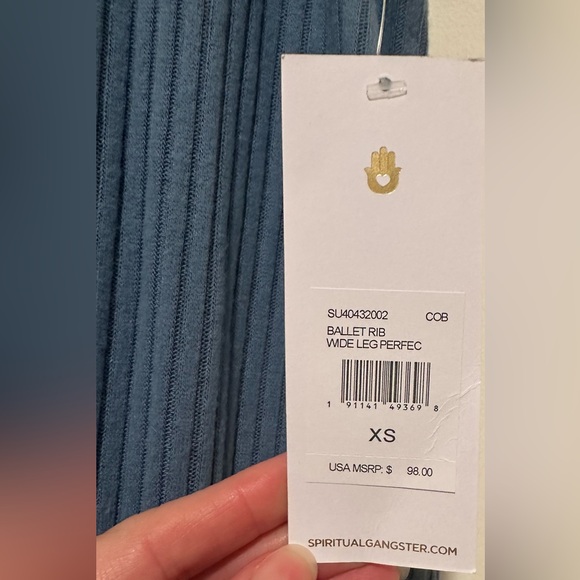 SU40432002 COB
BALLET RIB
WIDE LEG PERFEC
1 91141 49369 8
XS
USA MSRP: $ 98.00
SPIRITUALGANGSTER.COM